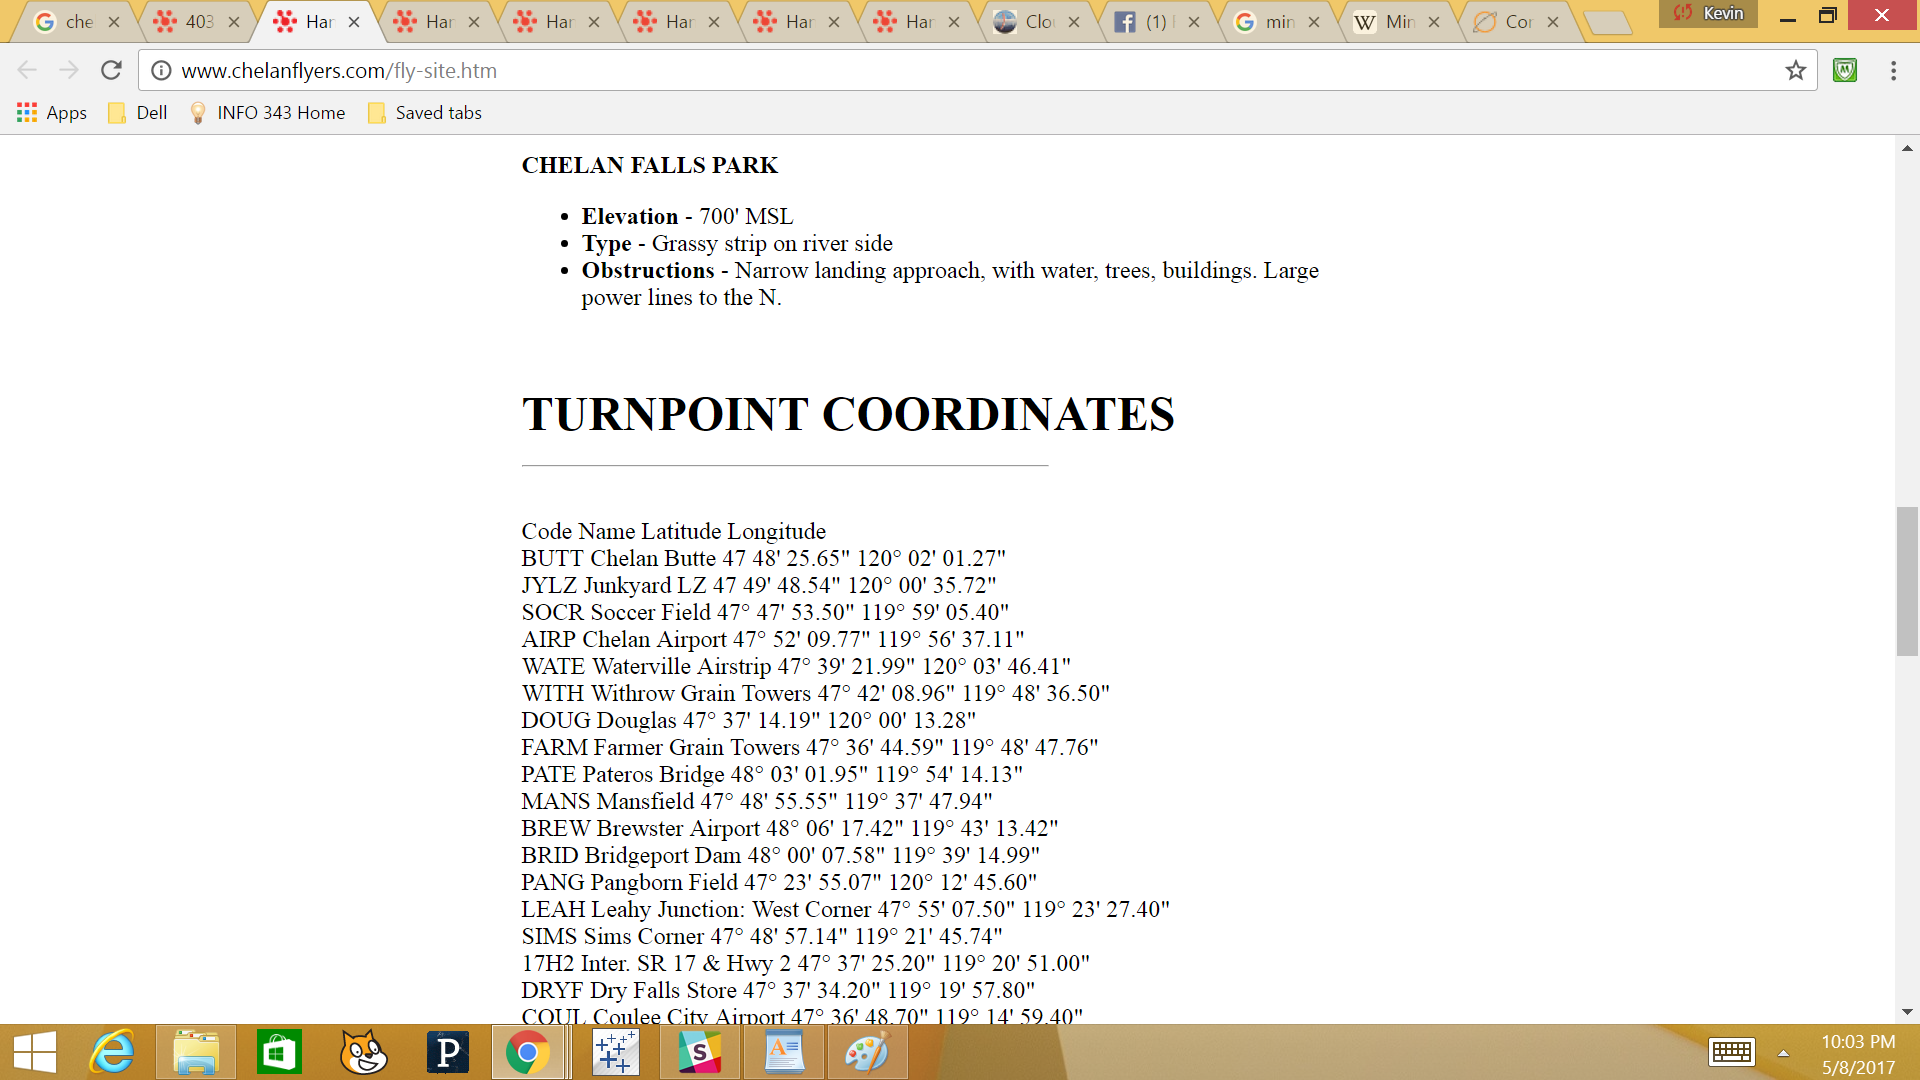 che
403
Har
Har
Har
Har
Har
Har
Clo
(1)
min
Min
Cor
Kevin
www.chelanflyers.com/fly-site.htm
Apps
Dell
INFO 343 Home
Saved tabs
CHELAN FALLS PARK
• Elevation - 700' MSL
• Type - Grassy strip on river side
• Obstructions - Narrow landing approach, with water, trees, buildings. Large
power lines to the N.
TURNPOINT COORDINATES
Code Name Latitude Longitude
BUTT Chelan Butte 47 48' 25.65" 120° 02' 01.27"
JYLZ Junkyard LZ 47 49' 48.54" 120° 00' 35.72"
SOCR Soccer Field 47° 47' 53.50" 119° 59' 05.40"
AIRP Chelan Airport 47° 52' 09.77" 119° 56' 37.11"
WATE Waterville Airstrip 47° 39' 21.99" 120° 03' 46.41"
WITH Withrow Grain Towers 47° 42' 08.96" 119° 48' 36.50"
DOUG Douglas 47° 37' 14.19" 120° 00' 13.28"
FARM Farmer Grain Towers 47° 36' 44.59" 119° 48' 47.76"
PATE Pateros Bridge 48° 03' 01.95" 119° 54' 14.13"
MANS Mansfield 47° 48' 55.55" 119° 37' 47.94"
BREW Brewster Airport 48° 06' 17.42" 119° 43' 13.42"
BRID Bridgeport Dam 48° 00' 07.58" 119° 39' 14.99"
PANG Pangborn Field 47° 23' 55.07" 120° 12' 45.60"
LEAH Leahy Junction: West Corner 47° 55' 07.50" 119° 23' 27.40"
SIMS Sims Corner 47° 48' 57.14" 119° 21' 45.74"
17H2 Inter. SR 17 & Hwy 2 47° 37' 25.20" 119° 20' 51.00"
DRYF Dry Falls Store 47° 37' 34.20" 119° 19' 57.80"
COUL Coulee City Airport 47° 36' 48.70" 119° 14' 59.40"
10:03 PM
5/8/2017